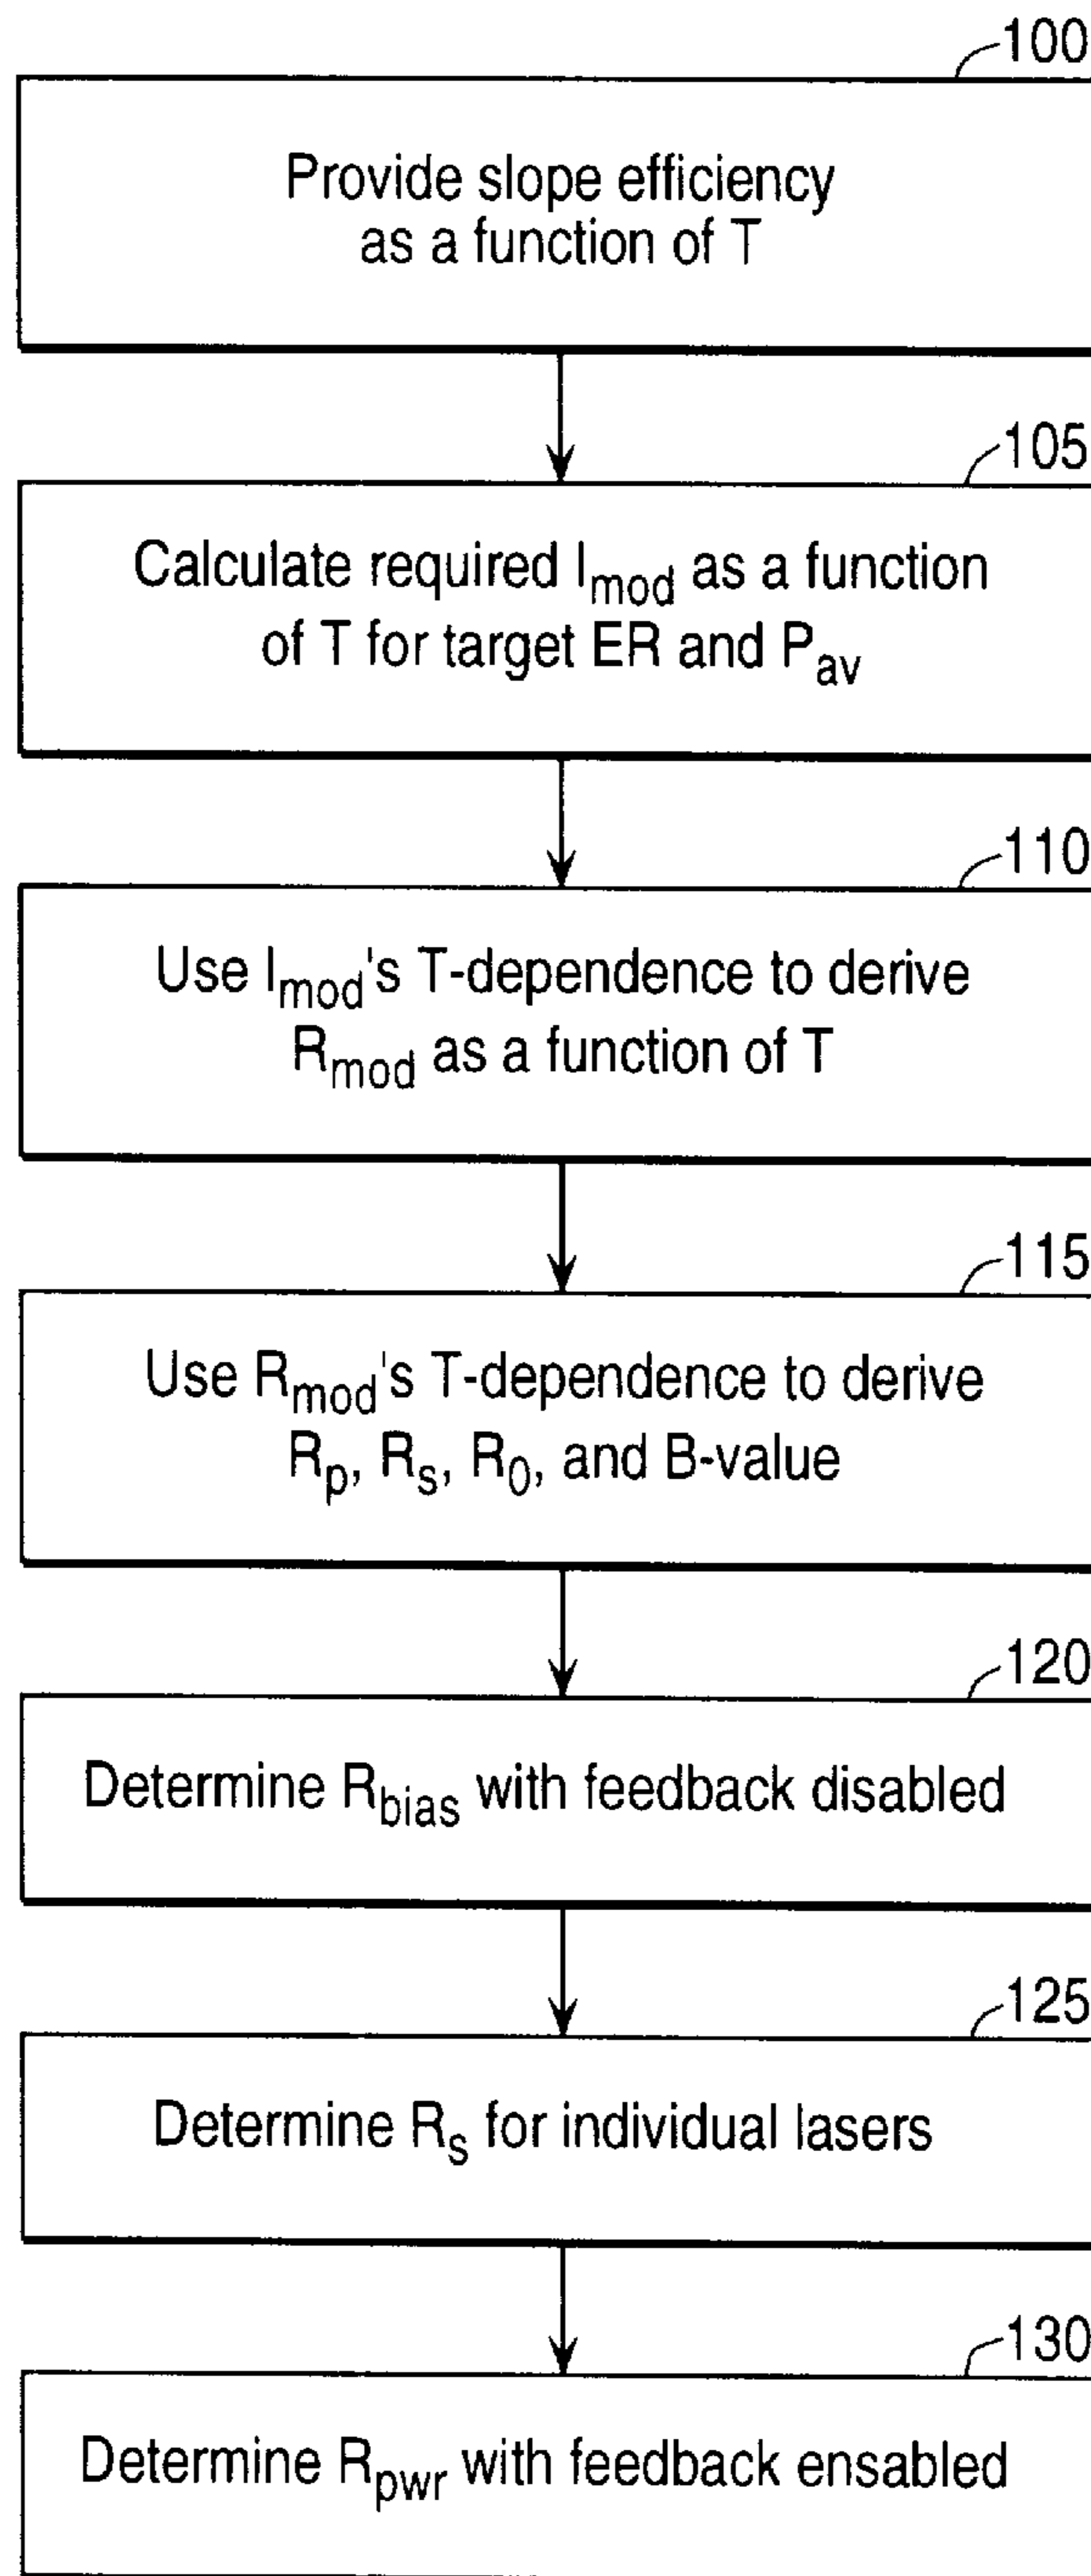 100
Provide slope efficiency
as a function of T
105
Calculate required Imod as a function
of T for target ER and Pav
110
Use Imod's T-dependence to derive
Rmod as a function of T
115
Use Rmod's T-dependence to derive
Rp, Rs, R0, and B-value
120
Determine Rbias with feedback disabled
125
Determine Rs for individual lasers
130
Determine Rpwr with feedback ensabled